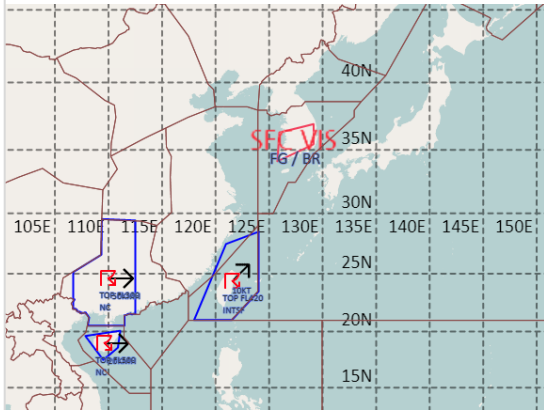 40N
SFC VIS
35N
FG / BR
30N
105E 110E 115E 120E 125E 130E 135E 140E 145E 150E
25N
10KT
TOP FL420
INTSF
NC
20N
NC
15N